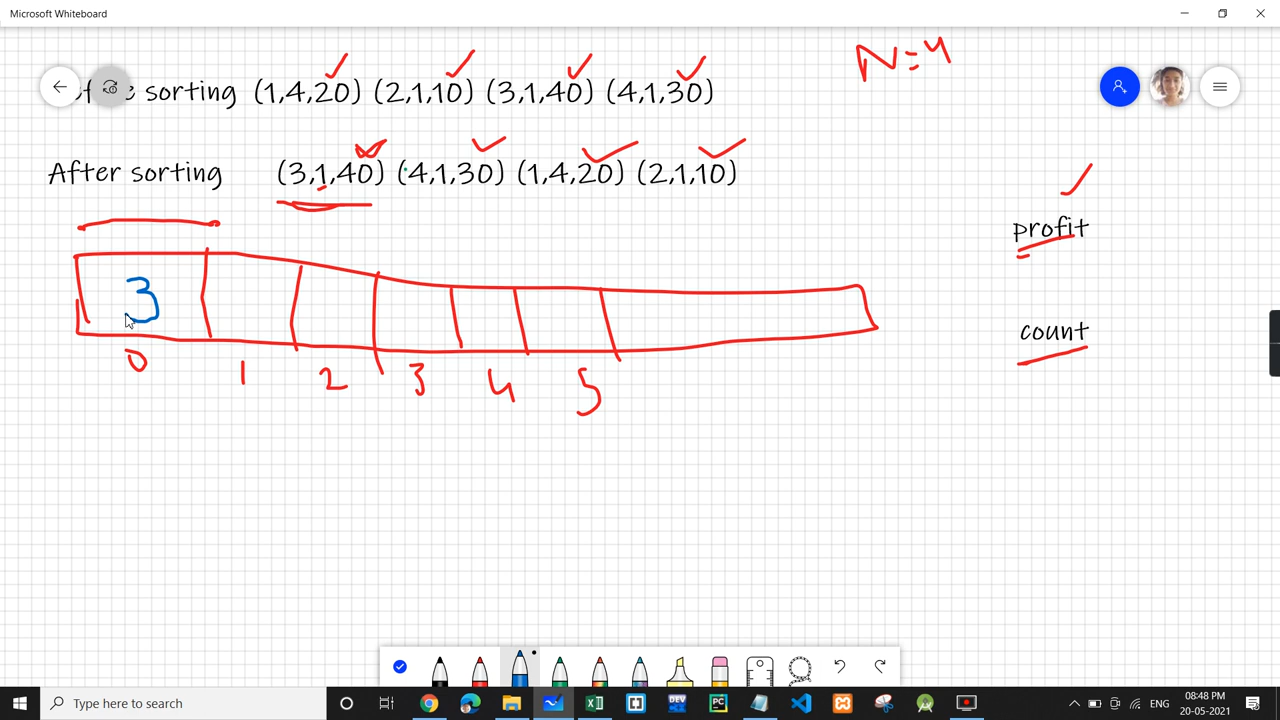 Microsoft Whiteboard
N=4
sorting (1,4,20) (2,1,10) (3,1,40) (4,1,30)
After sorting (3,1,40) (4,1,30) (1,4,20) (2,1,10)
profit
3
count
0 1 2 3 4 5
Type here to search
DEV
PC
ENG
08:48 PM
20-05-2021